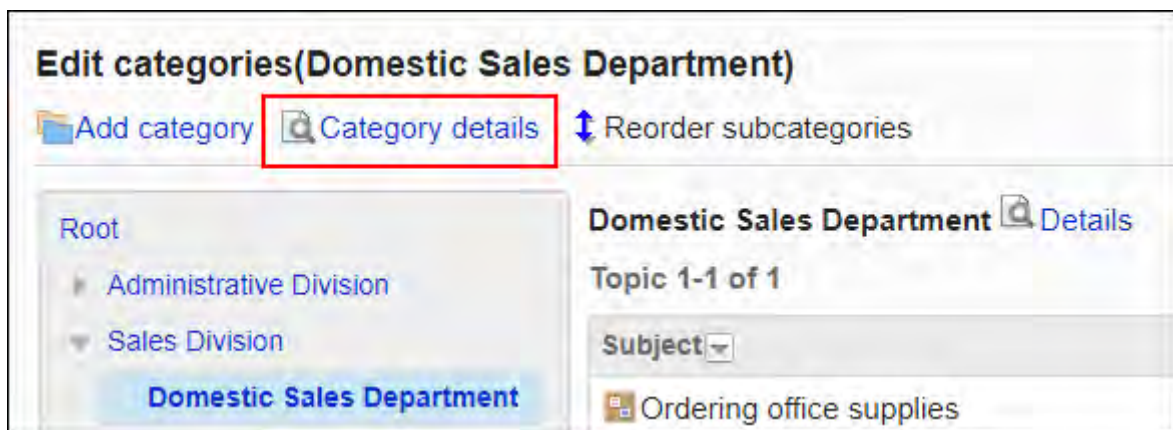 Edit categories(Domestic Sales Department)
Add category Category details Reorder subcategories
Root
Administrative Division
Sales Division
Domestic Sales Department
Domestic Sales Department Details
Topic 1-1 of 1
Subject
Ordering office supplies